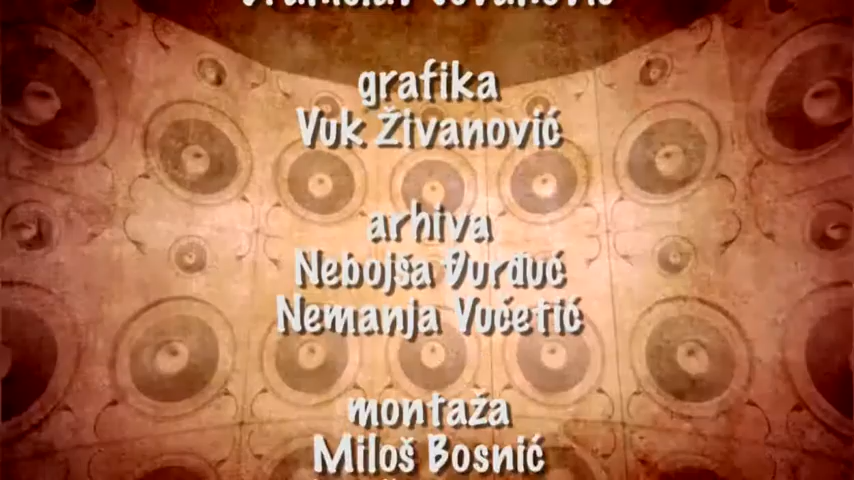 grafika
Vuk Živanović
arhiva
Nebojša Đurđuć
Nemanja Vućetić
montaža
Miloš Bosnić